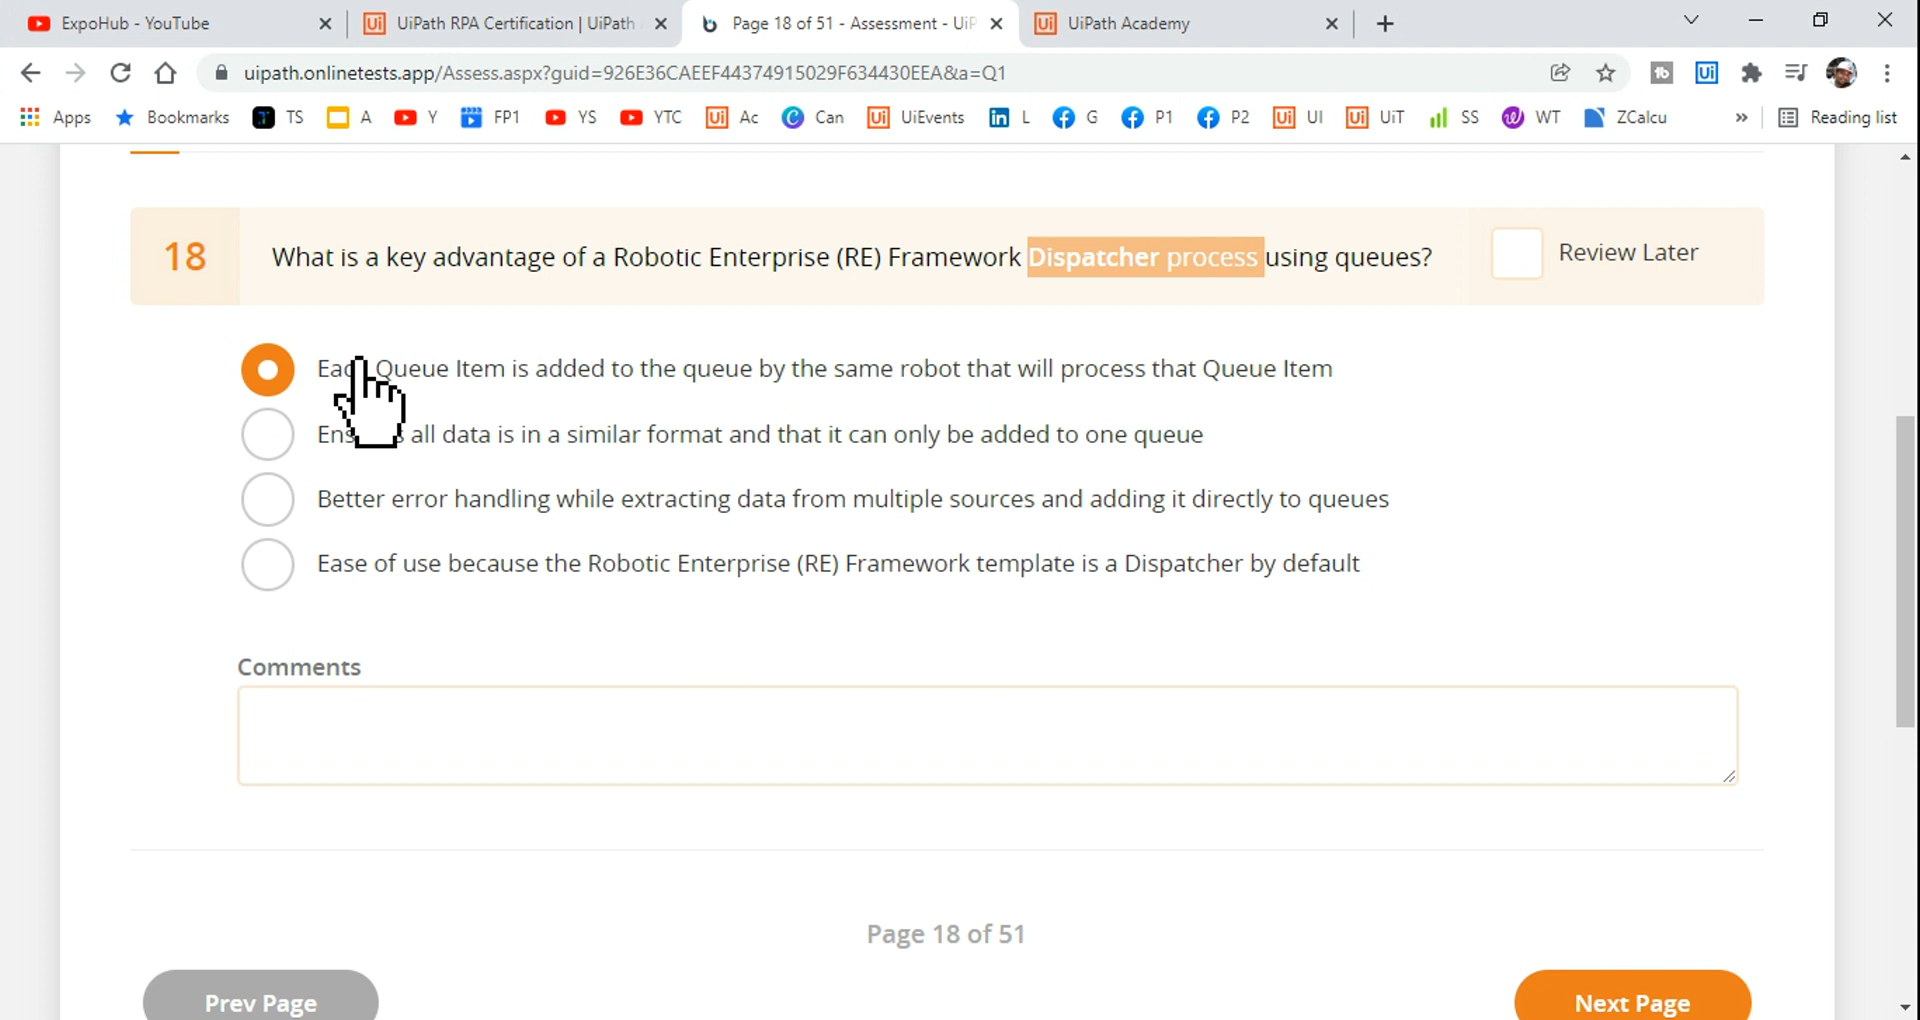 ExpoHub - YouTube
UiPath RPA Certification | UiPath
Page 18 of 51 - Assessment - UiP
UiPath Academy
uipath.onlinetests.app/Assess.aspx?guid=926E36CAEEF44374915029F634430EEA&a=Q1
Apps Bookmarks TS A Y FP1 YS YTC Ac Can UiEvents L G P1 P2 UI UiT SS WT ZCalcu » Reading list
18 What is a key advantage of a Robotic Enterprise (RE) Framework Dispatcher process using queues? Review Later
Queue Item is added to the queue by the same robot that will process that Queue Item
all data is in a similar format and that it can only be added to one queue
Better error handling while extracting data from multiple sources and adding it directly to queues
Ease of use because the Robotic Enterprise (RE) Framework template is a Dispatcher by default
Comments
Page 18 of 51
Prev Page
Next Page